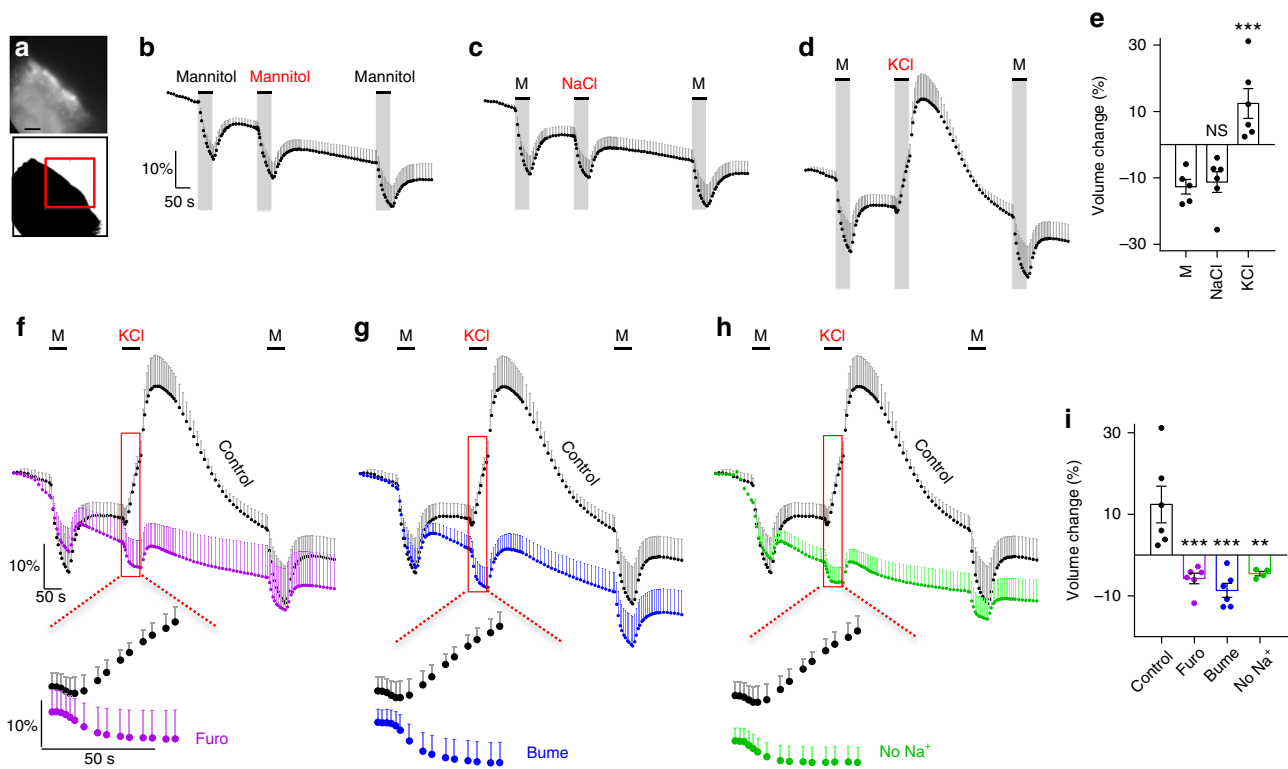 a
b
Mannitol Mannitol Mannitol
10%
50 s
c
M NaCl M
d
M KCl M
e
***
NS
Volume change (%)
30
10
−10
−30
M
NaCl
KCl
f
M KCl M
Control
10%
50 s
10%
50 s
Furo
g
M KCl M
Control
Bume
h
M KCl M
Control
No Na⁺
i
Volume change (%)
30
10
−10
*** *** **
Control
Furo
Bume
No Na⁺